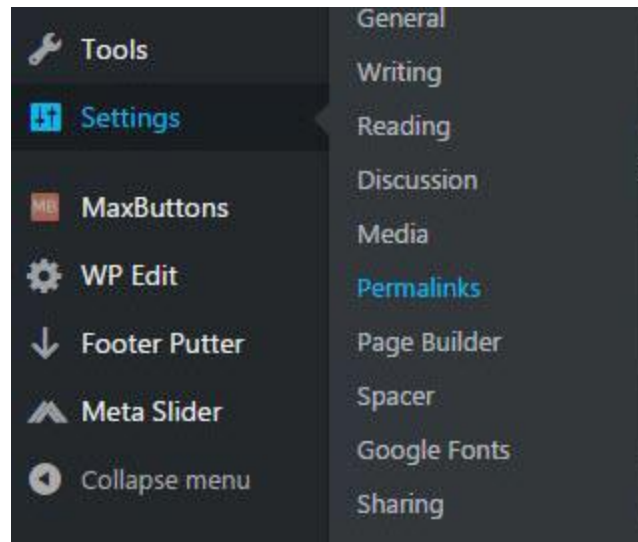 Tools
Settings
MB MaxButtons
WP Edit
Footer Putter
Meta Slider
Collapse menu
General
Writing
Reading
Discussion
Media
Permalinks
Page Builder
Spacer
Google Fonts
Sharing